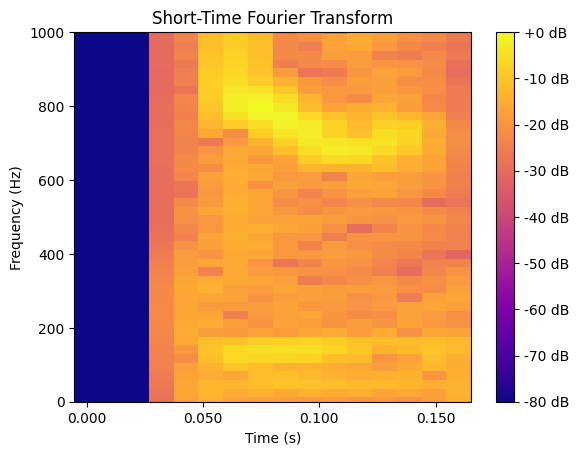 Short-Time Fourier Transform
1000
800
600
400
200
0
Frequency (Hz)
0.000
0.050
0.100
0.150
Time (s)
+0 dB
-10 dB
-20 dB
-30 dB
-40 dB
-50 dB
-60 dB
-70 dB
-80 dB